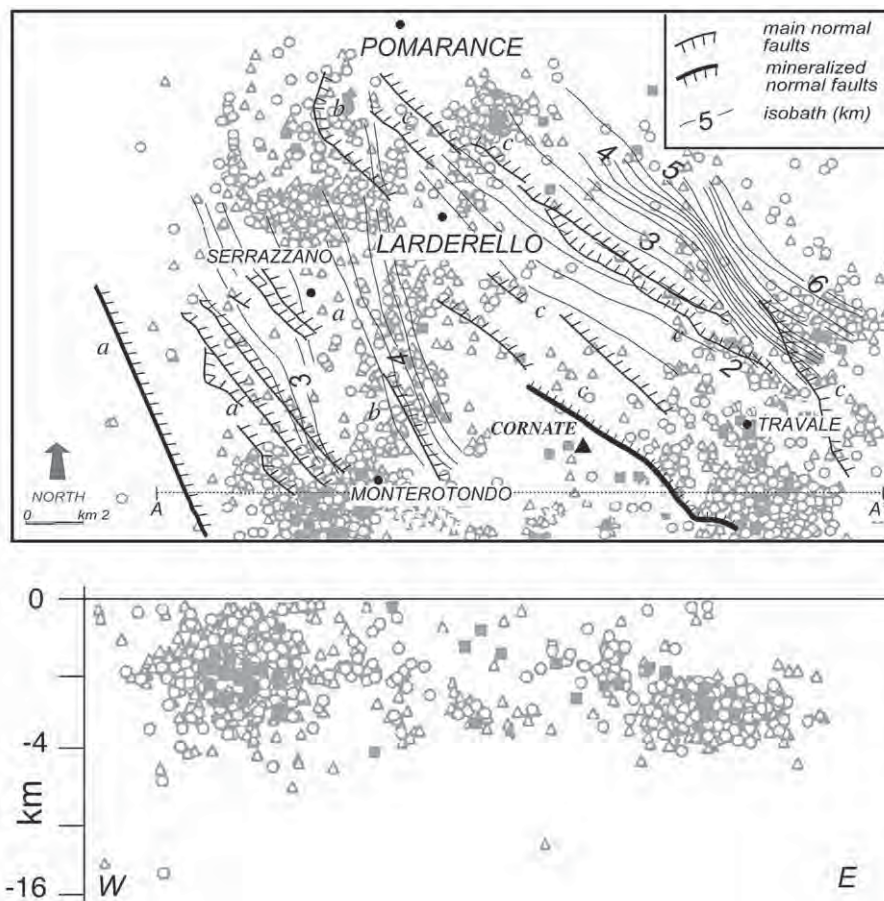 POMARANCE
main normal
faults
mineralized
normal faults
5 isobath (km)
b
c
c
4
5
SERRAZZANO
LARDERELLO
3
6
a
a
c
c
2
3
4
a
b
c
c
CORNATE
TRAVALE
NORTH
A
MONTEROTONDO
A
0 km 2
0
-4
km
-16
W
E